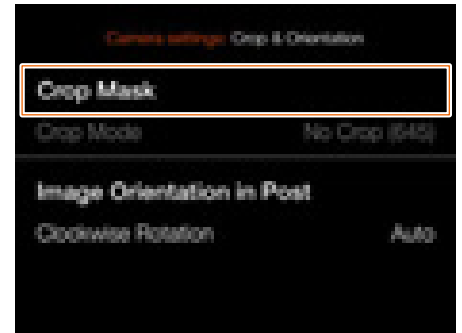 Camera settings: Crop & Orientation
Crop Mask
Crop Mode No Crop (645)
Image Orientation in Post
Clockwise Rotation Auto